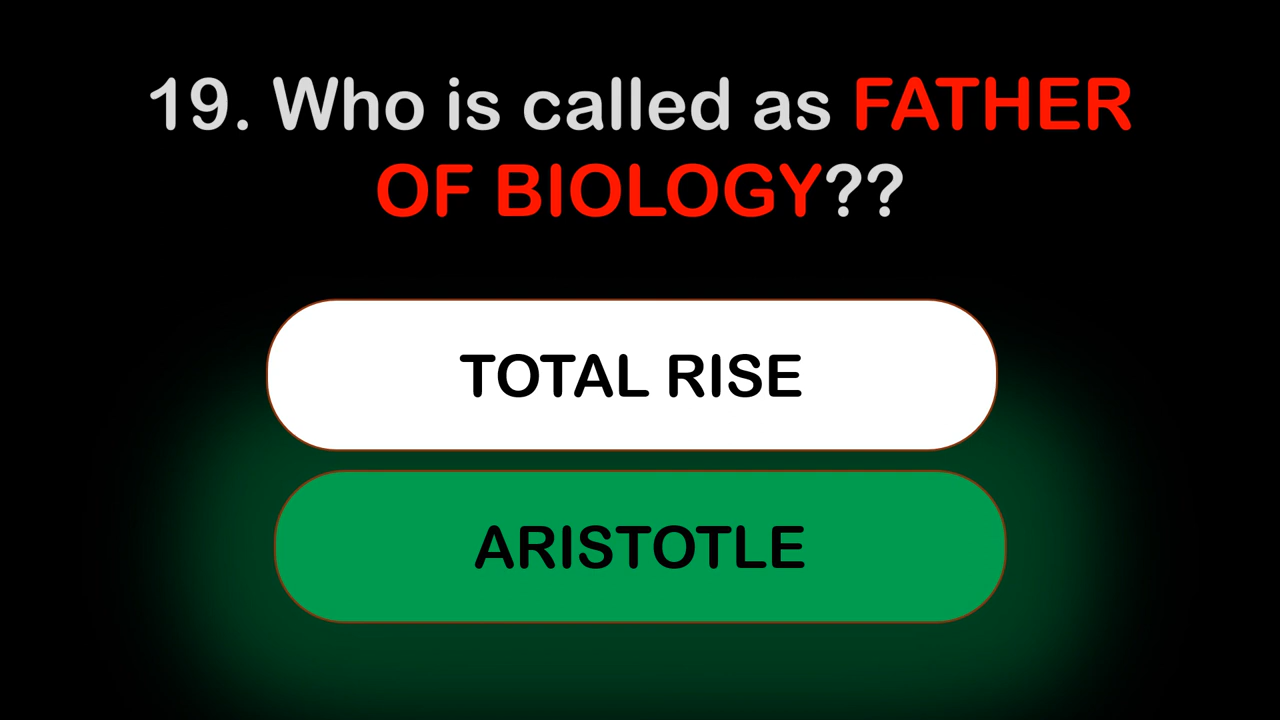 19. Who is called as FATHER
OF BIOLOGY??
TOTAL RISE
ARISTOTLE